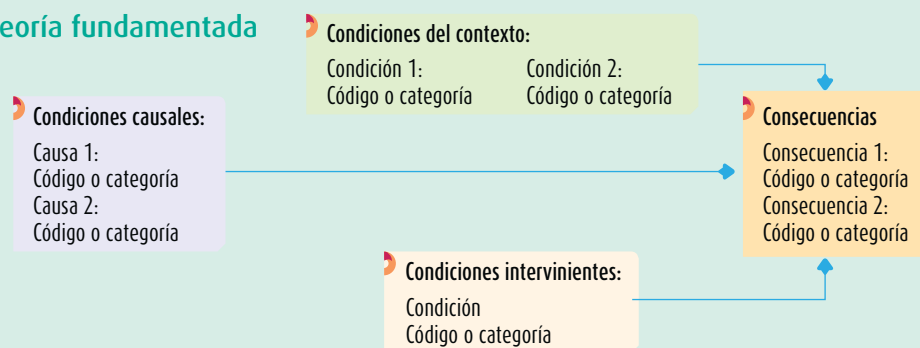 eoría fundamentada
Condiciones del contexto:
Condición 1: Condición 2:
Código o categoría Código o categoría
Condiciones causales:
Causa 1:
Código o categoría
Causa 2:
Código o categoría
Consecuencias
Consecuencia 1:
Código o categoría
Consecuencia 2:
Código o categoría
Condiciones intervinientes:
Condición
Código o categoría